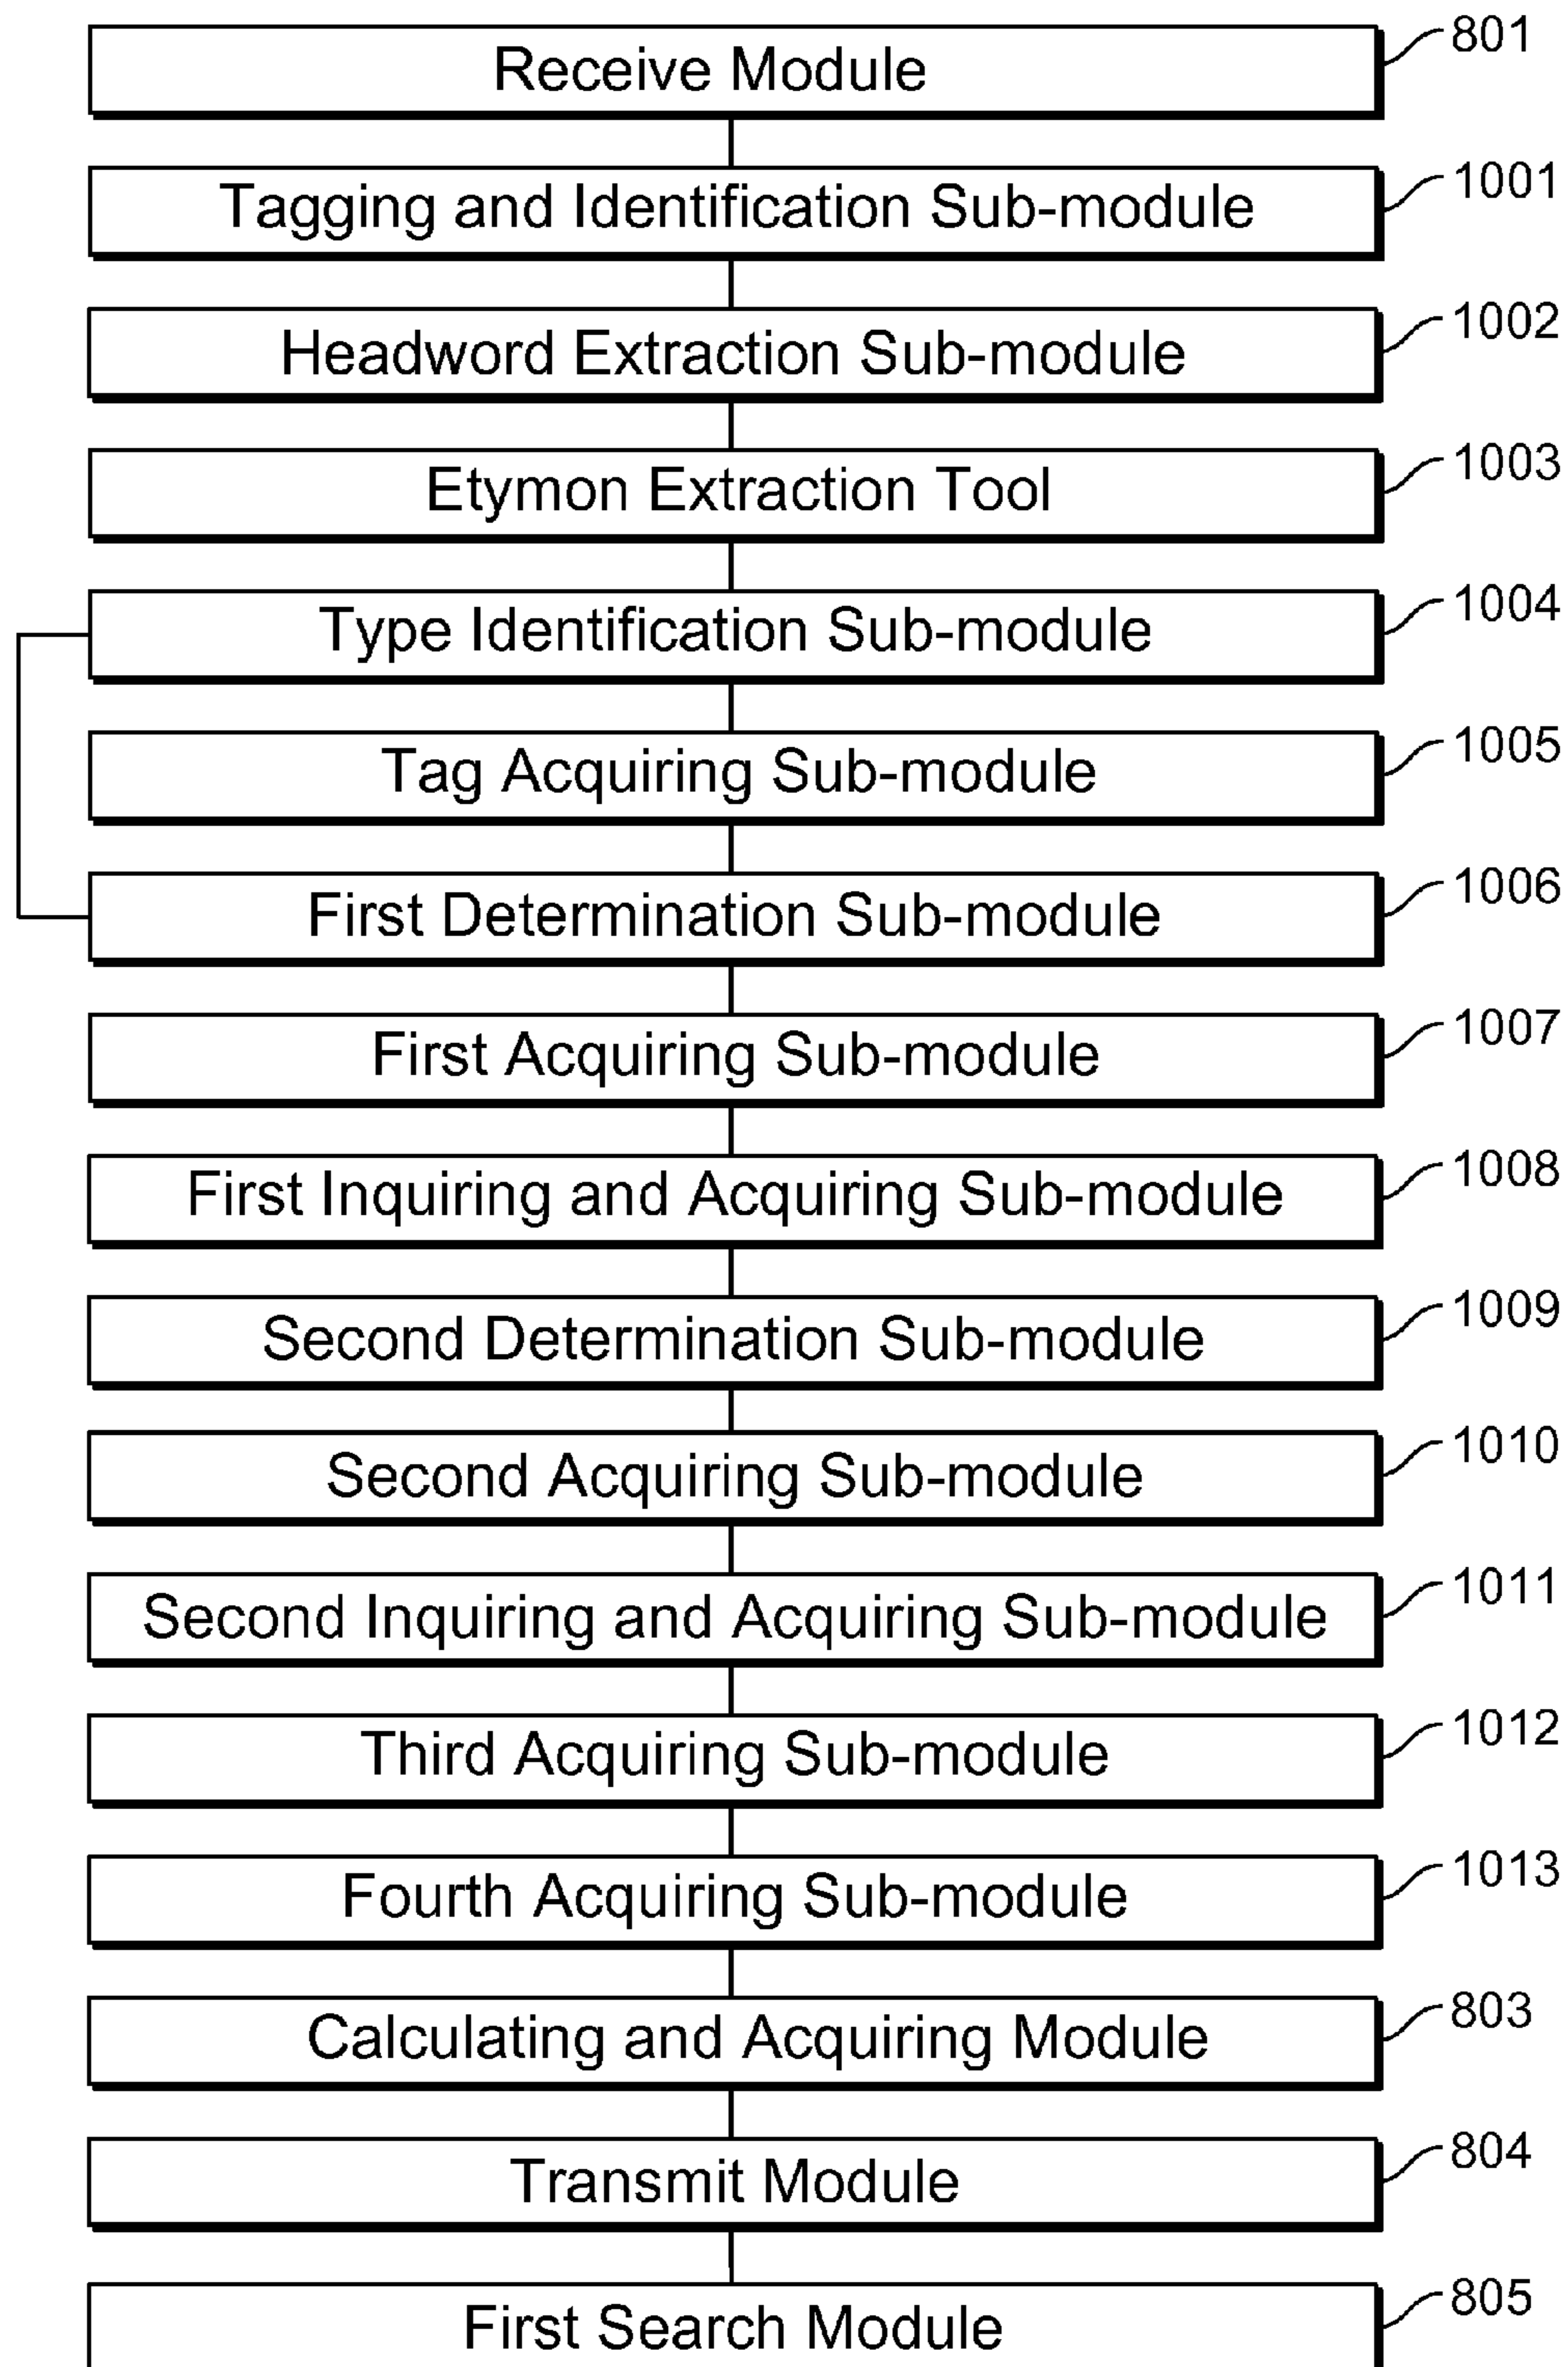 Receive Module 801
Tagging and Identification Sub-module 1001
Headword Extraction Sub-module 1002
Etymon Extraction Tool 1003
Type Identification Sub-module 1004
Tag Acquiring Sub-module 1005
First Determination Sub-module 1006
First Acquiring Sub-module 1007
First Inquiring and Acquiring Sub-module 1008
Second Determination Sub-module 1009
Second Acquiring Sub-module 1010
Second Inquiring and Acquiring Sub-module 1011
Third Acquiring Sub-module 1012
Fourth Acquiring Sub-module 1013
Calculating and Acquiring Module 803
Transmit Module 804
First Search Module 805